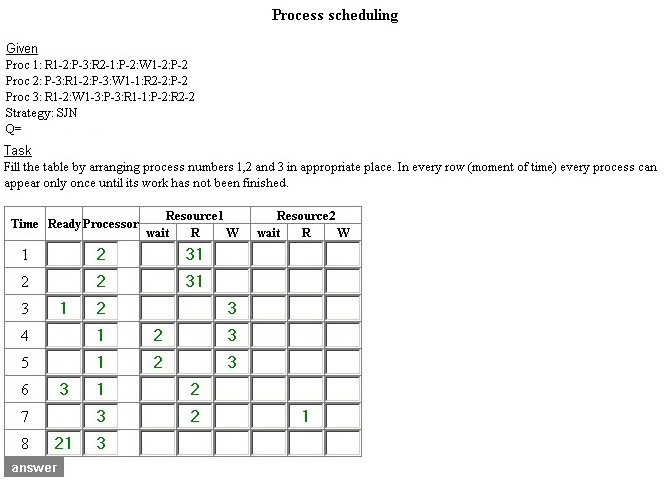 Process scheduling
Given
Proc 1: R1-2:P-3:R2-1:P-2:W1-2:P-2
Proc 2: P-3:R1-2:P-3:W1-1:R2-2:P-2
Proc 3: R1-2:W1-3:P-3:R1-1:P-2:R2-2
Strategy: SJN
Q=
Task
Fill the table by arranging process numbers 1,2 and 3 in appropriate place. In every row (moment of time) every process can
appear only once until its work has not been finished.
Time Ready Processor Resource1 Resource2
wait R W wait R W
1 2 31
2 2 31
3 1 2 3
4 1 2 3
5 1 2 3
6 3 1 2
7 3 2 1
8 21 3
answer